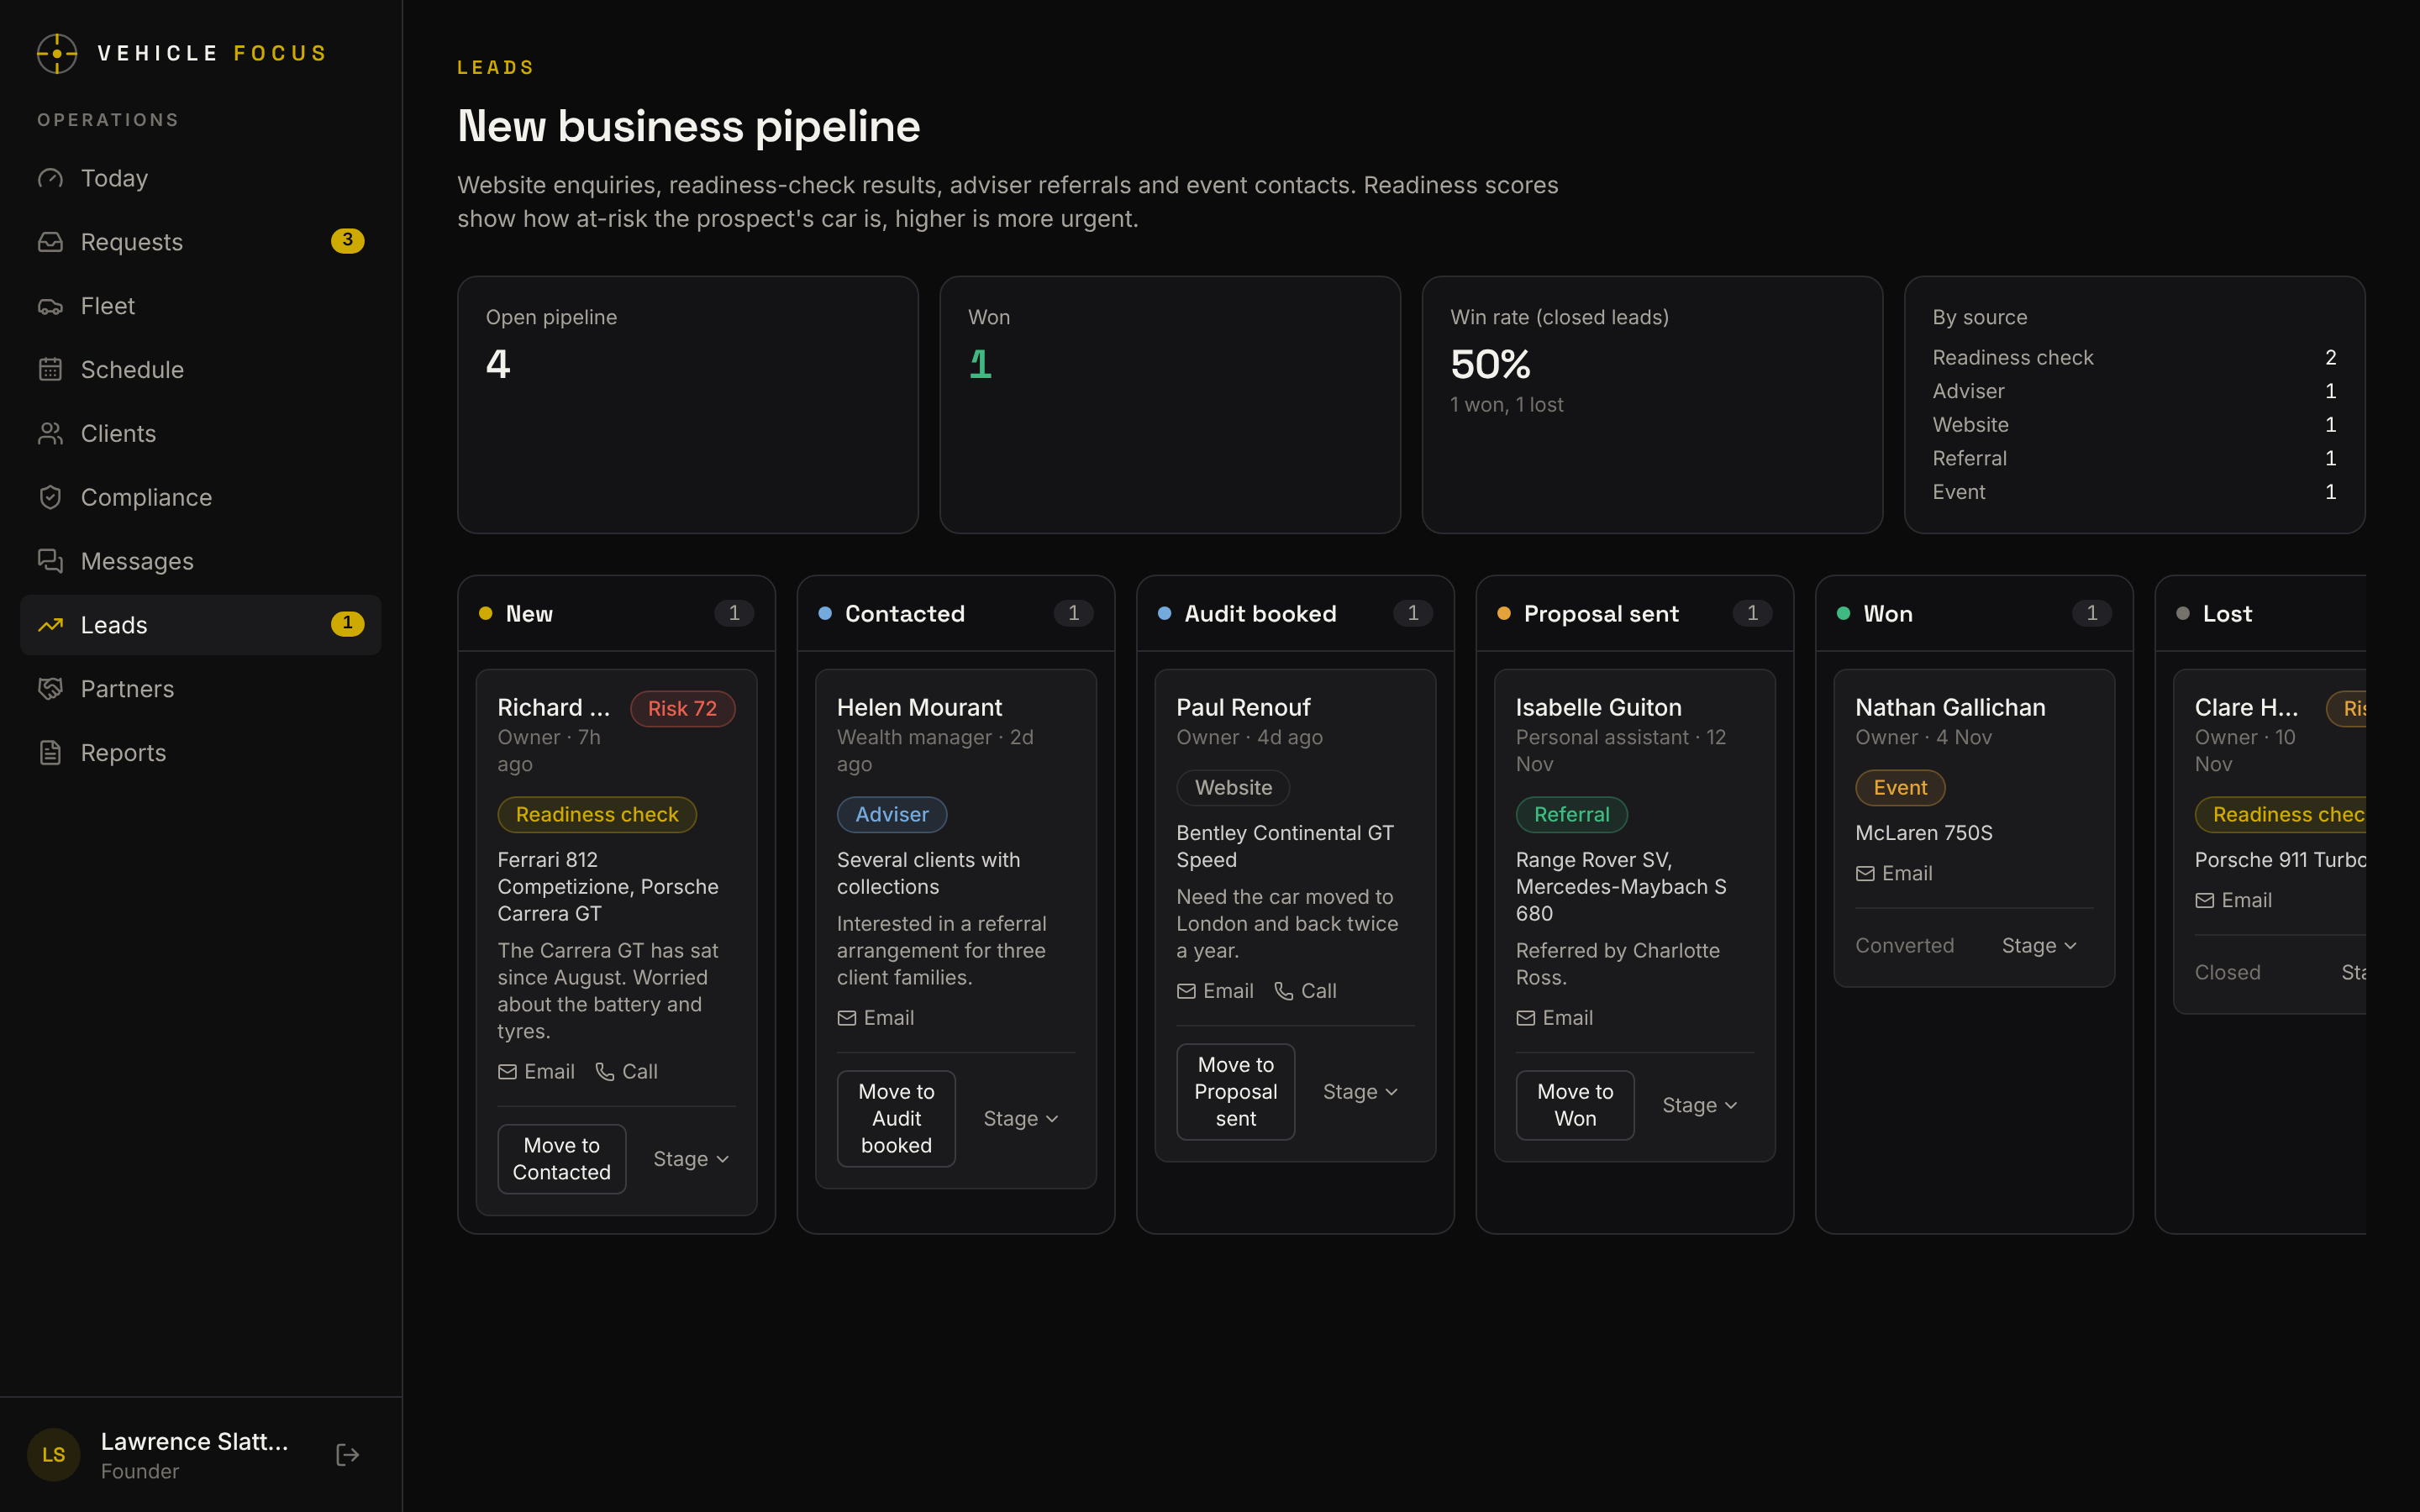 VEHICLE FOCUS
OPERATIONS
Today
Requests 3
Fleet
Schedule
Clients
Compliance
Messages
Leads 1
Partners
Reports
LS
Lawrence Slatt...
Founder
LEADS
New business pipeline
Website enquiries, readiness-check results, adviser referrals and event contacts. Readiness scores
show how at-risk the prospect's car is, higher is more urgent.
Open pipeline
4
Won
1
Win rate (closed leads)
50%
1 won, 1 lost
By source
Readiness check 2
Adviser 1
Website 1
Referral 1
Event 1
New 1
Richard ... Risk 72
Owner · 7h
ago
Readiness check
Ferrari 812
Competizione, Porsche
Carrera GT
The Carrera GT has sat
since August. Worried
about the battery and
tyres.
Email Call
Move to
Contacted
Stage
Contacted 1
Helen Mourant
Wealth manager · 2d
ago
Adviser
Several clients with
collections
Interested in a referral
arrangement for three
client families.
Email
Move to
Audit
booked
Stage
Audit booked 1
Paul Renouf
Owner · 4d ago
Website
Bentley Continental GT
Speed
Need the car moved to
London and back twice
a year.
Email Call
Move to
Proposal
sent
Stage
Proposal sent 1
Isabelle Guiton
Personal assistant · 12
Nov
Referral
Range Rover SV,
Mercedes-Maybach S
680
Referred by Charlotte
Ross.
Email
Move to
Won
Stage
Won 1
Nathan Gallichan
Owner · 4 Nov
Event
McLaren 750S
Email
Converted Stage
Lost
Clare H...
Owner · 10
Nov
Readiness chec
Porsche 911 Turbo
Email
Closed